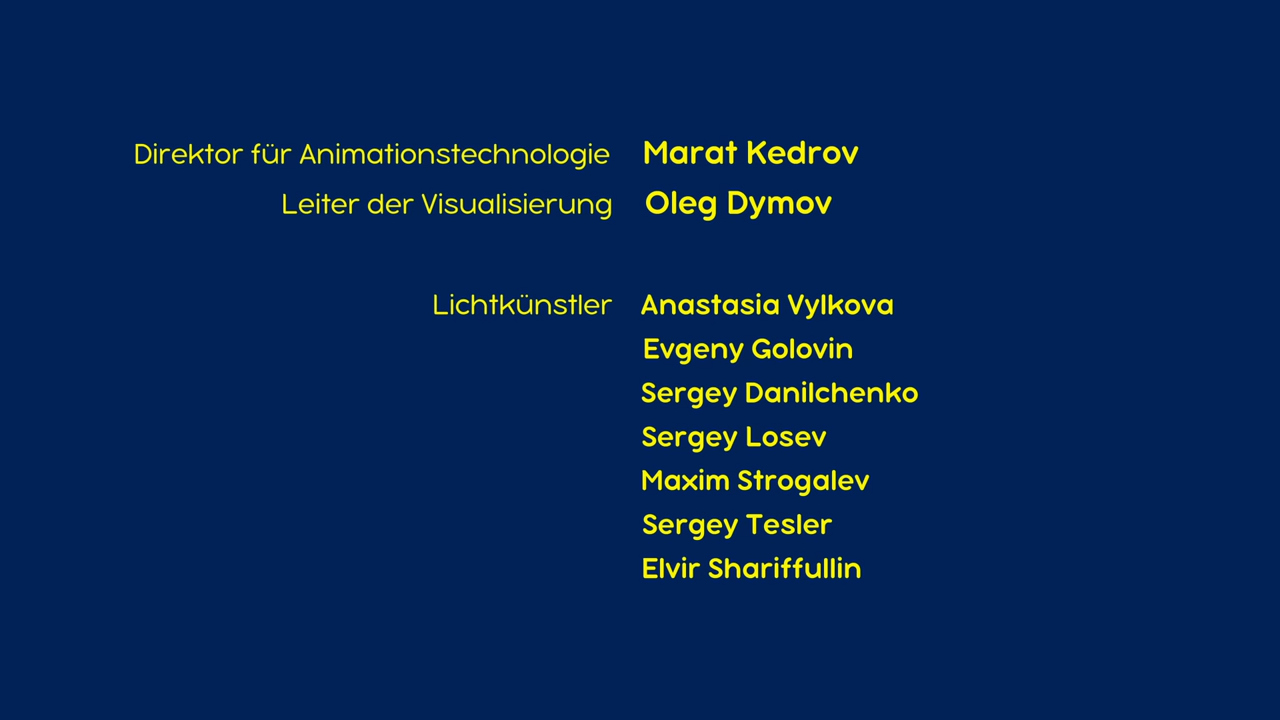 Direktor für Animationstechnologie Marat Kedrov
Leiter der Visualisierung Oleg Dymov
Lichtkünstler Anastasia Vylkova
Evgeny Golovin
Sergey Danilchenko
Sergey Losev
Maxim Strogalev
Sergey Tesler
Elvir Shariffullin